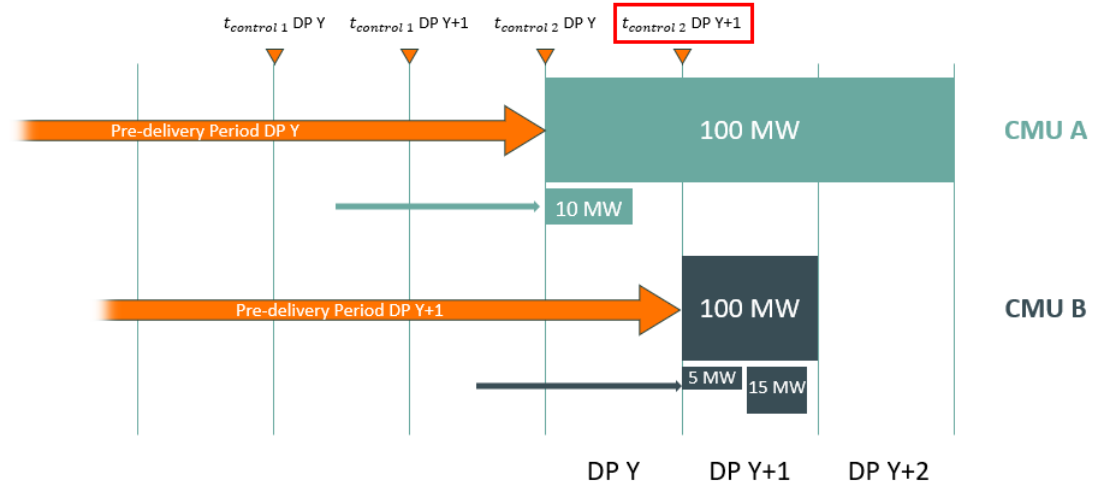 t_control 1 DP Y
t_control 1 DP Y+1
t_control 2 DP Y
t_control 2 DP Y+1
Pre-delivery Period DP Y
100 MW
CMU A
10 MW
Pre-delivery Period DP Y+1
100 MW
CMU B
5 MW
15 MW
DP Y
DP Y+1
DP Y+2